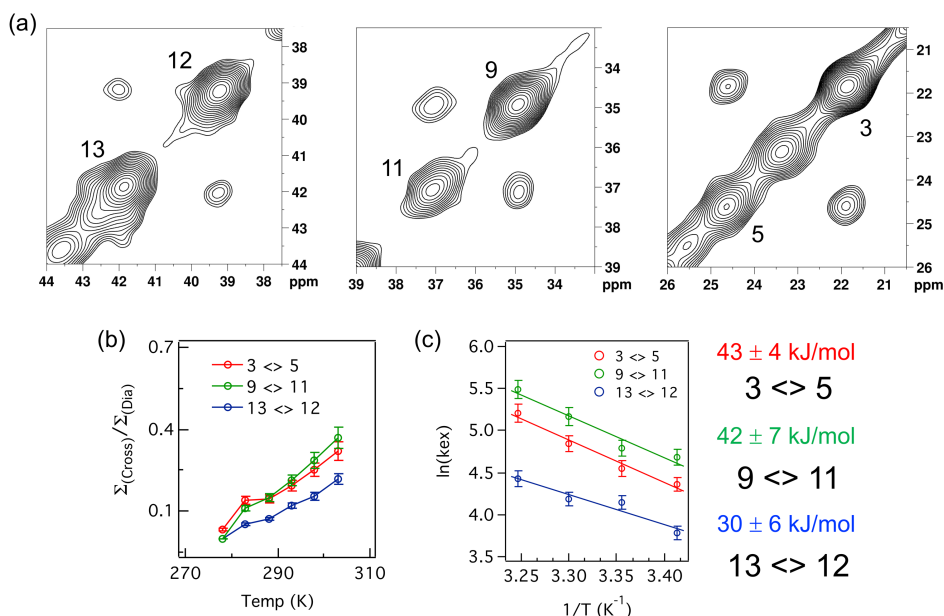 (a)
12
13
38
39
40
41
42
43
44
44 43 42 41 40 39 38 ppm
ppm
9
11
34
35
36
37
38
39
39 38 37 36 35 34 ppm
ppm
3
5
21
22
23
24
25
26
26 25 24 23 22 21 ppm
ppm
(b)
Σ(Cross)/Σ(Dia)
0.7
0.4
0.1
3 <> 5
9 <> 11
13 <> 12
270 290 310
Temp (K)
(c)
ln(kex)
6.0
5.5
5.0
4.5
4.0
3.5
3 <> 5
9 <> 11
13 <> 12
3.25 3.30 3.35 3.40
1/T (K⁻¹)
43 ± 4 kJ/mol
3 <> 5
42 ± 7 kJ/mol
9 <> 11
30 ± 6 kJ/mol
13 <> 12